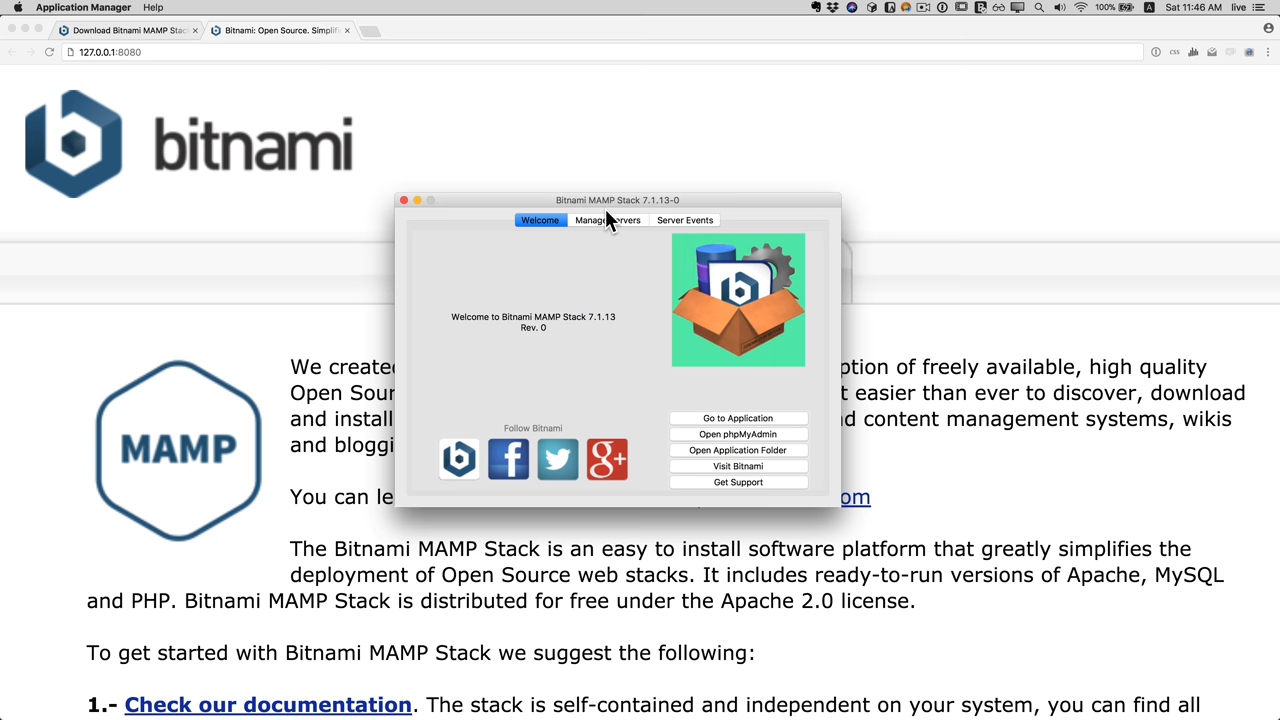 Application Manager Help
100% Sat 11:46 AM live
Download Bitnami MAMP Stac
Bitnami: Open Source. Simplifi
127.0.0.1:8080
css
bitnami
Bitnami MAMP Stack 7.1.13-0
Welcome Manage Servers Server Events
Welcome to Bitnami MAMP Stack 7.1.13
Rev. 0
Go to Application
Open phpMyAdmin
Open Application Folder
Visit Bitnami
Get Support
Follow Bitnami
MAMP
We created ption of freely available, high quality
Open Sour t easier than ever to discover, download
and install nd content management systems, wikis
and bloggi
You can le om
The Bitnami MAMP Stack is an easy to install software platform that greatly simplifies the
deployment of Open Source web stacks. It includes ready-to-run versions of Apache, MySQL
and PHP. Bitnami MAMP Stack is distributed for free under the Apache 2.0 license.
To get started with Bitnami MAMP Stack we suggest the following:
1.- Check our documentation. The stack is self-contained and independent on your system, you can find all